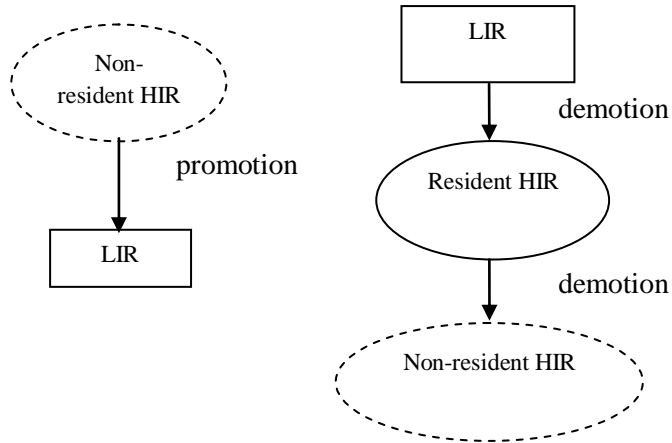 Non-
resident HIR
promotion
LIR
LIR
demotion
Resident HIR
demotion
Non-resident HIR